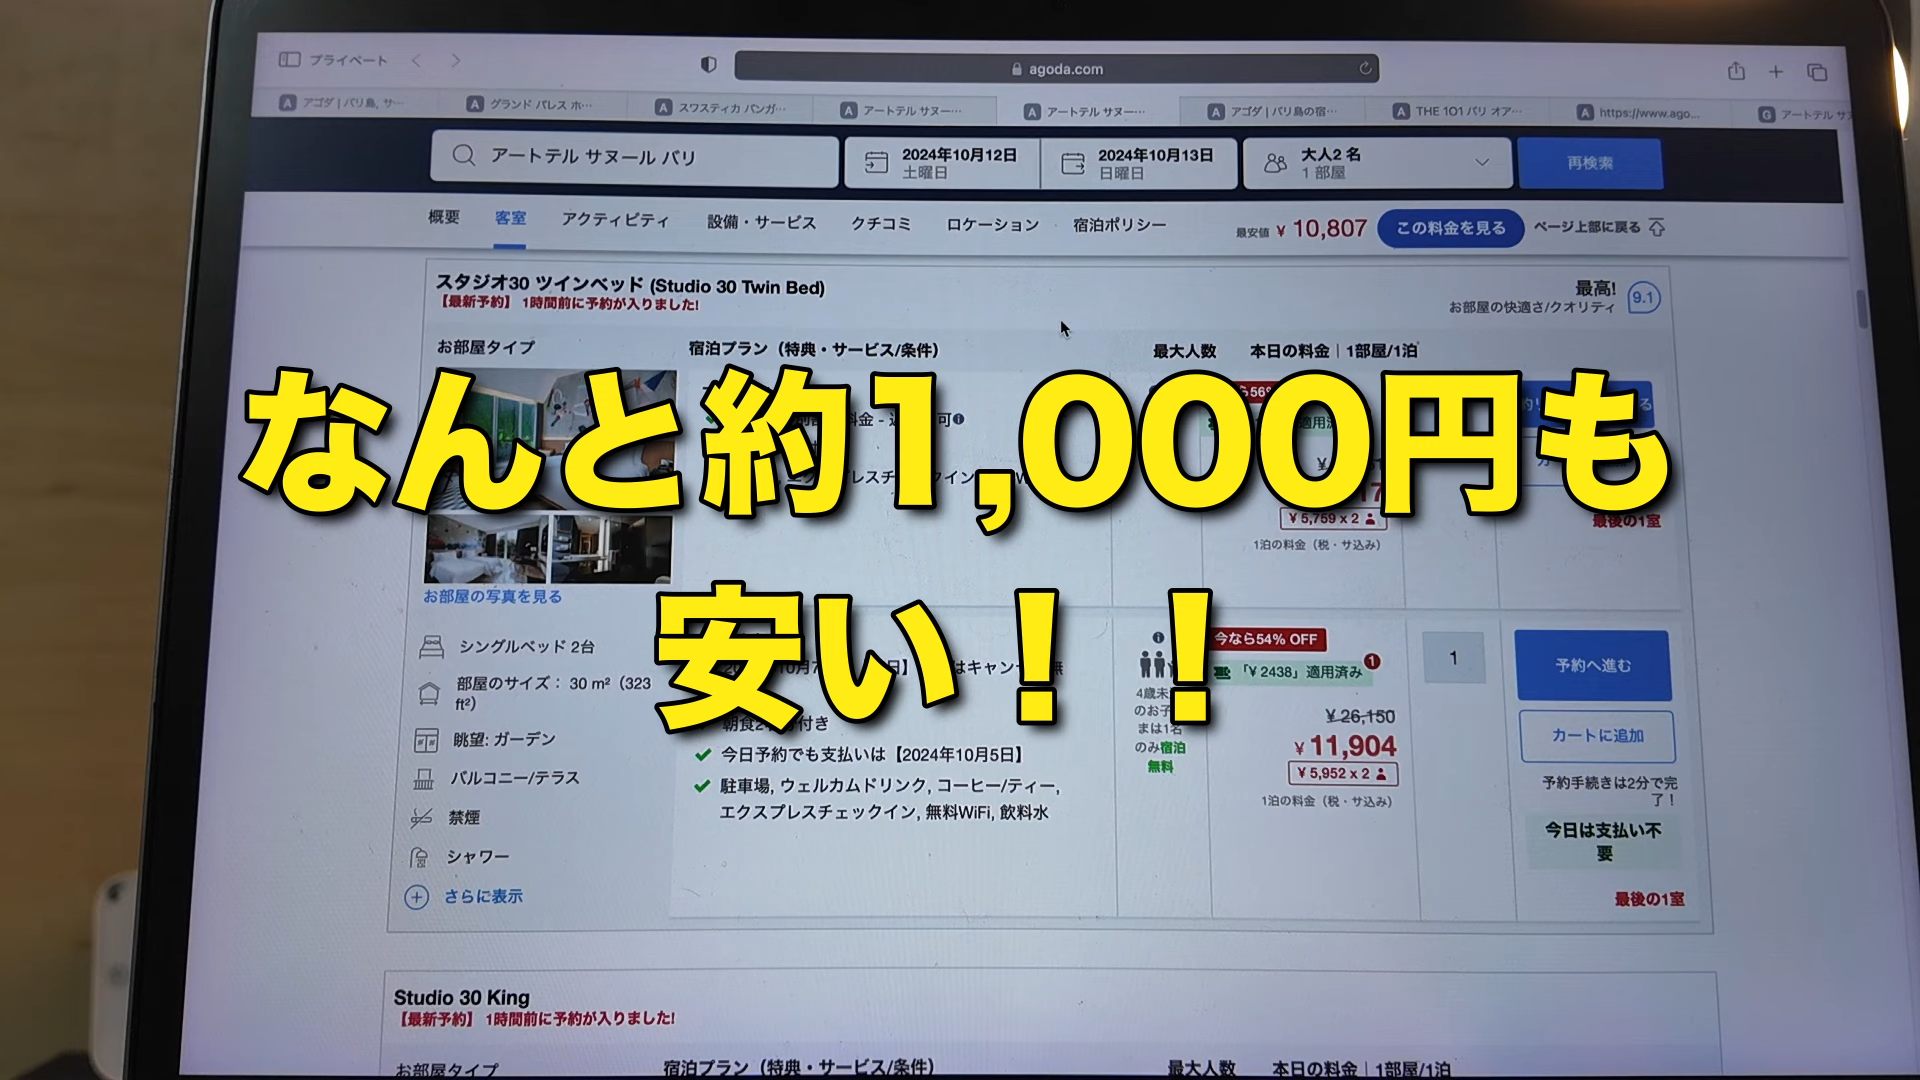 プライベート
agoda.com
アゴダ | バリ島, サ…
グランド パレス ホ…
スワスティカ バンガ…
アートテル サヌー…
アートテル サヌー…
アゴダ | バリ島の宿…
THE 1O1 バリ オア…
https://www.ago...
アートテル サヌ
アートテル サヌール バリ
2024年10月12日
土曜日
2024年10月13日
日曜日
大人2 名
1 部屋
再検索
概要
客室
アクティビティ
設備・サービス
クチコミ
ロケーション
宿泊ポリシー
最安値 ¥ 10,807
この料金を見る
ページ上部に戻る
スタジオ30 ツインベッド (Studio 30 Twin Bed)
【最新予約】 1時間前に予約が入りました!
最高!
お部屋の快適さ/クオリティ
9.1
お部屋タイプ
宿泊プラン（特典・サービス/条件）
最大人数
本日の料金 | 1部屋/1泊
なんと約1,000円も
安い！！
¥ 5,759 x 2
1泊の料金（税・サ込み）
最後の1室
お部屋の写真を見る
シングルベッド 2台
部屋のサイズ： 30 m²（323
ft²）
眺望: ガーデン
バルコニー/テラス
禁煙
シャワー
さらに表示
朝食2
付き
今日予約でも支払いは【2024年10月5日】
駐車場, ウェルカムドリンク, コーヒー/ティー,
エクスプレスチェックイン, 無料WiFi, 飲料水
4歳未
のお子
まは1名
のみ宿泊
無料
今なら54% OFF
「¥ 2438」適用済み
1
¥ 26,150
¥ 11,904
¥ 5,952 x 2
1泊の料金（税・サ込み）
1
予約へ進む
カートに追加
予約手続きは2分で完
了！
今日は支払い不
要
最後の1室
Studio 30 King
【最新予約】 1時間前に予約が入りました!
お部屋タイプ
宿泊プラン（特典・サービス/条件）
最大人数
本日の料金 | 1部屋/1泊